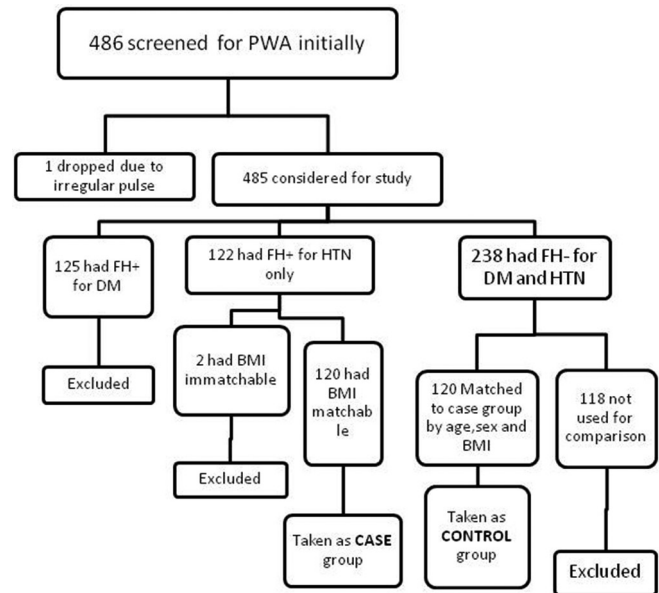 486 screened for PWA initially
1 dropped due to
irregular pulse
485 considered for study
125 had FH+
for DM
122 had FH+ for HTN
only
238 had FH- for
DM and HTN
Excluded
2 had BMI
immatchable
120 had
BMI
matchab
le
120 Matched
to case group
by age,sex and
BMI
118 not
used for
comparison
Excluded
Taken as CASE
group
Taken as
CONTROL
group
Excluded